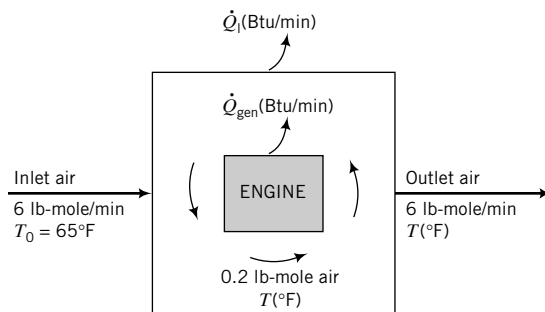 Q̇l(Btu/min)
Q̇gen(Btu/min)
Inlet air
6 lb-mole/min
T0 = 65°F
ENGINE
Outlet air
6 lb-mole/min
T(°F)
0.2 lb-mole air
T(°F)